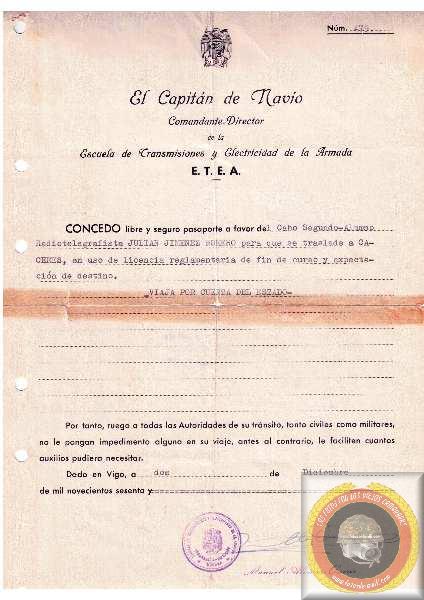 Núm.
El Capitán de Navío
Comandante-Director
de la
Escuela de Transmisiones y Electricidad de la Armada
E. T. E. A.
CONCEDO libre y seguro pasaporte a favor del Cabo Segundo-Alumno
Radiotelegrafista JULIAN JIMENEZ para que se traslade a CA-
CERES, en uso de licencia reglamentaria de fin de curso y expecta-
ción de destino.
-VIAJA POR CUENTA DEL ESTADO-
Por tanto, ruego a todas las Autoridades de su tránsito, tanto civiles como militares,
no le pongan impedimento alguno en su viaje, antes al contrario, le faciliten cuantos
auxilios pudiera necesitar.
Dado en Vigo, a dos de Diciembre
de mil novecientos sesenta y
Manuel